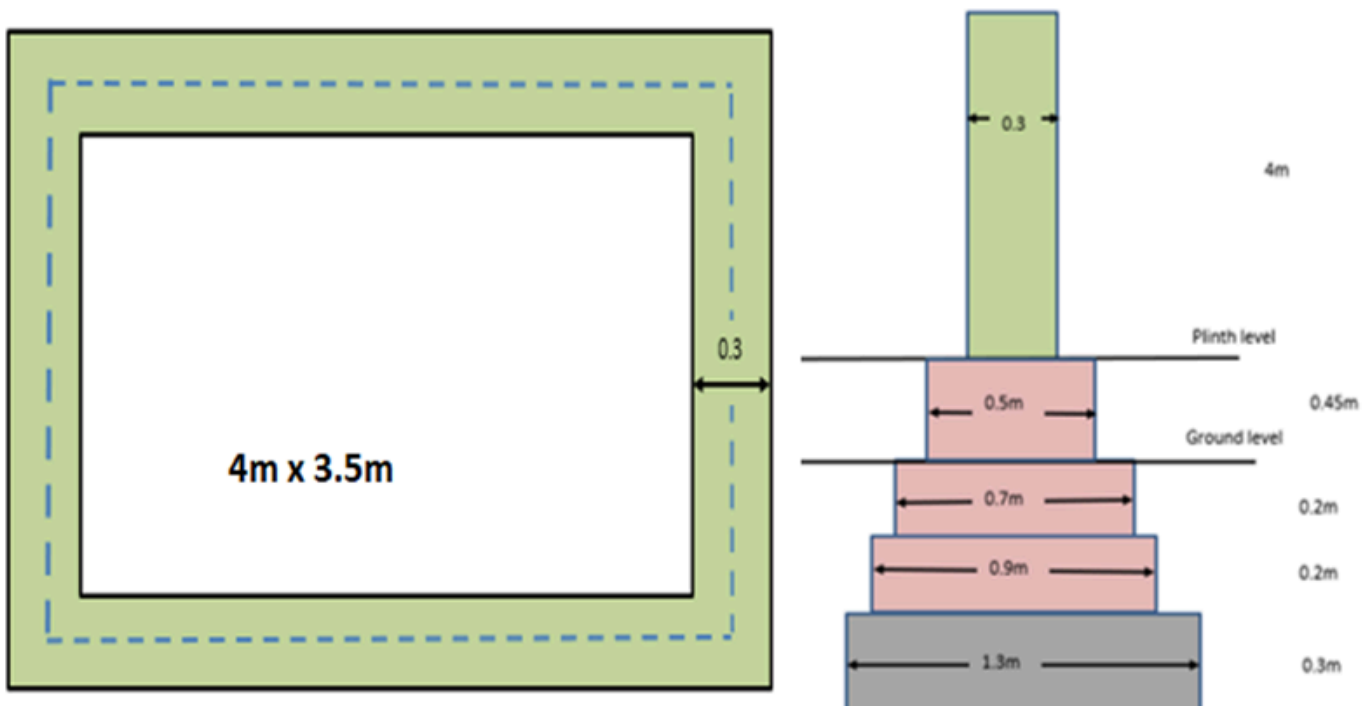 0.3
4m x 3.5m
0.3
4m
Plinth level
0.5m
0.45m
Ground level
0.7m
0.2m
0.9m
0.2m
1.3m
0.3m